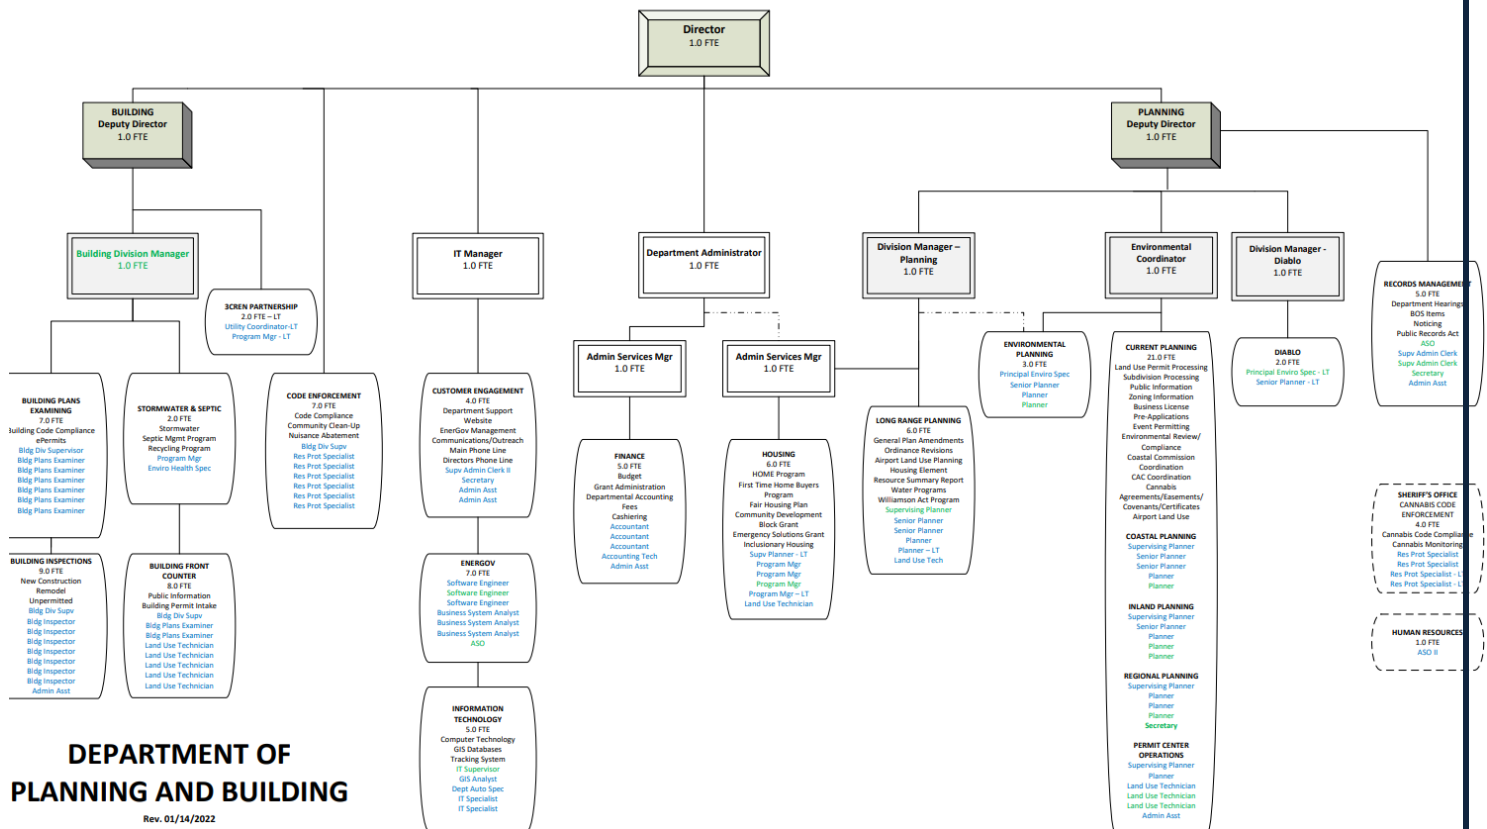 Director
1.0 FTE
BUILDING
Deputy Director
1.0 FTE
PLANNING
Deputy Director
1.0 FTE
Building Division Manager
1.0 FTE
IT Manager
1.0 FTE
Department Administrator
1.0 FTE
Division Manager –
Planning
1.0 FTE
Environmental
Coordinator
1.0 FTE
Division Manager -
Diablo
1.0 FTE
3CREN PARTNERSHIP
2.0 FTE – LT
Utility Coordinator-LT
Program Mgr - LT
RECORDS MANAGEMENT
5.0 FTE
Department Hearings
BOS Items
Noticing
Public Records Act
ASO
Supv Admin Clerk
Supv Admin Clerk
Secretary
Admin Asst
Admin Services Mgr
1.0 FTE
Admin Services Mgr
1.0 FTE
ENVIRONMENTAL
PLANNING
3.0 FTE
Principal Enviro Spec
Senior Planner
Planner
Planner
DIABLO
2.0 FTE
Principal Enviro Spec - LT
Senior Planner - LT
BUILDING PLANS
EXAMINING
7.0 FTE
Building Code Compliance
ePermits
Bldg Div Supervisor
Bldg Plans Examiner
Bldg Plans Examiner
Bldg Plans Examiner
Bldg Plans Examiner
Bldg Plans Examiner
Bldg Plans Examiner
STORMWATER & SEPTIC
2.0 FTE
Stormwater
Septic Mgmt Program
Recycling Program
Program Mgr
Enviro Health Spec
CODE ENFORCEMENT
7.0 FTE
Code Compliance
Community Clean-Up
Nuisance Abatement
Bldg Div Supv
Res Prot Specialist
Res Prot Specialist
Res Prot Specialist
Res Prot Specialist
Res Prot Specialist
Res Prot Specialist
CUSTOMER ENGAGEMENT
4.0 FTE
Department Support
Website
EnerGov Management
Communications/Outreach
Main Phone Line
Directors Phone Line
Supv Admin Clerk II
Secretary
Admin Asst
Admin Asst
FINANCE
5.0 FTE
Budget
Grant Administration
Departmental Accounting
Fees
Cashiering
Accountant
Accountant
Accountant
Accounting Tech
Admin Asst
HOUSING
6.0 FTE
HOME Program
First Time Home Buyers
Program
Fair Housing Plan
Community Development
Block Grant
Emergency Solutions Grant
Inclusionary Housing
Supv Planner - LT
Program Mgr
Program Mgr
Program Mgr
Program Mgr – LT
Land Use Technician
LONG RANGE PLANNING
6.0 FTE
General Plan Amendments
Ordinance Revisions
Airport Land Use Planning
Housing Element
Resource Summary Report
Water Programs
Williamson Act Program
Supervising Planner
Senior Planner
Senior Planner
Planner
Planner – LT
Land Use Tech
CURRENT PLANNING
21.0 FTE
Land Use Permit Processing
Subdivision Processing
Public Information
Zoning Information
Business License
Pre-Applications
Event Permitting
Environmental Review/
Compliance
Coastal Commission
Coordination
CAC Coordination
Cannabis
Agreements/Easements/
Covenants/Certificates
Airport Land Use
COASTAL PLANNING
Supervising Planner
Senior Planner
Senior Planner
Planner
Planner
INLAND PLANNING
Supervising Planner
Senior Planner
Planner
Planner
Planner
REGIONAL PLANNING
Supervising Planner
Planner
Planner
Planner
Secretary
PERMIT CENTER
OPERATIONS
Supervising Planner
Planner
Land Use Technician
Land Use Technician
Land Use Technician
Admin Asst
SHERIFF'S OFFICE
CANNABIS CODE
ENFORCEMENT
4.0 FTE
Cannabis Code Compliance
Cannabis Monitoring
Res Prot Specialist
Res Prot Specialist
Res Prot Specialist - LT
Res Prot Specialist - LT
HUMAN RESOURCES
1.0 FTE
ASO II
BUILDING INSPECTIONS
9.0 FTE
New Construction
Remodel
Unpermitted
Bldg Div Supv
Bldg Inspector
Bldg Inspector
Bldg Inspector
Bldg Inspector
Bldg Inspector
Bldg Inspector
Bldg Inspector
Admin Asst
BUILDING FRONT
COUNTER
8.0 FTE
Public Information
Building Permit Intake
Bldg Div Supv
Bldg Plans Examiner
Bldg Plans Examiner
Land Use Technician
Land Use Technician
Land Use Technician
Land Use Technician
Land Use Technician
ENERGOV
7.0 FTE
Software Engineer
Software Engineer
Software Engineer
Business System Analyst
Business System Analyst
Business System Analyst
ASO
INFORMATION
TECHNOLOGY
5.0 FTE
Computer Technology
GIS Databases
Tracking System
IT Supervisor
GIS Analyst
Dept Auto Spec
IT Specialist
IT Specialist
DEPARTMENT OF
PLANNING AND BUILDING
Rev. 01/14/2022